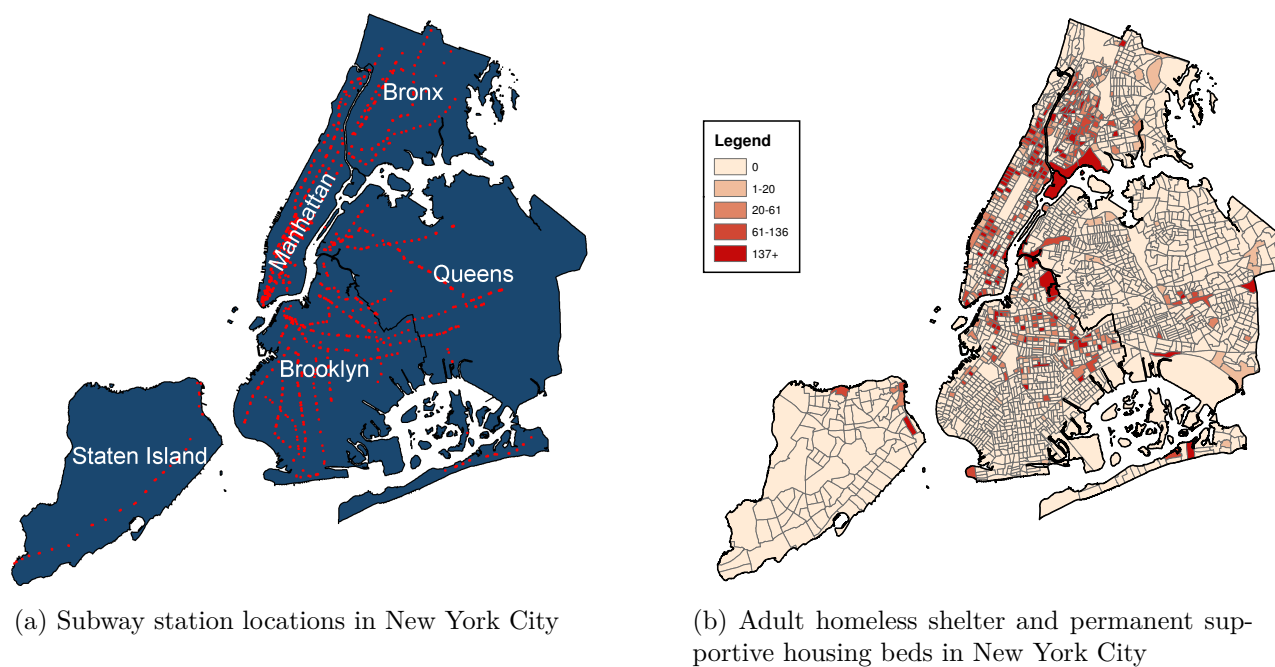 Bronx
Manhattan
Queens
Brooklyn
Staten Island
(a) Subway station locations in New York City
Legend
0
1-20
20-61
61-136
137+
(b) Adult homeless shelter and permanent sup-
portive housing beds in New York City